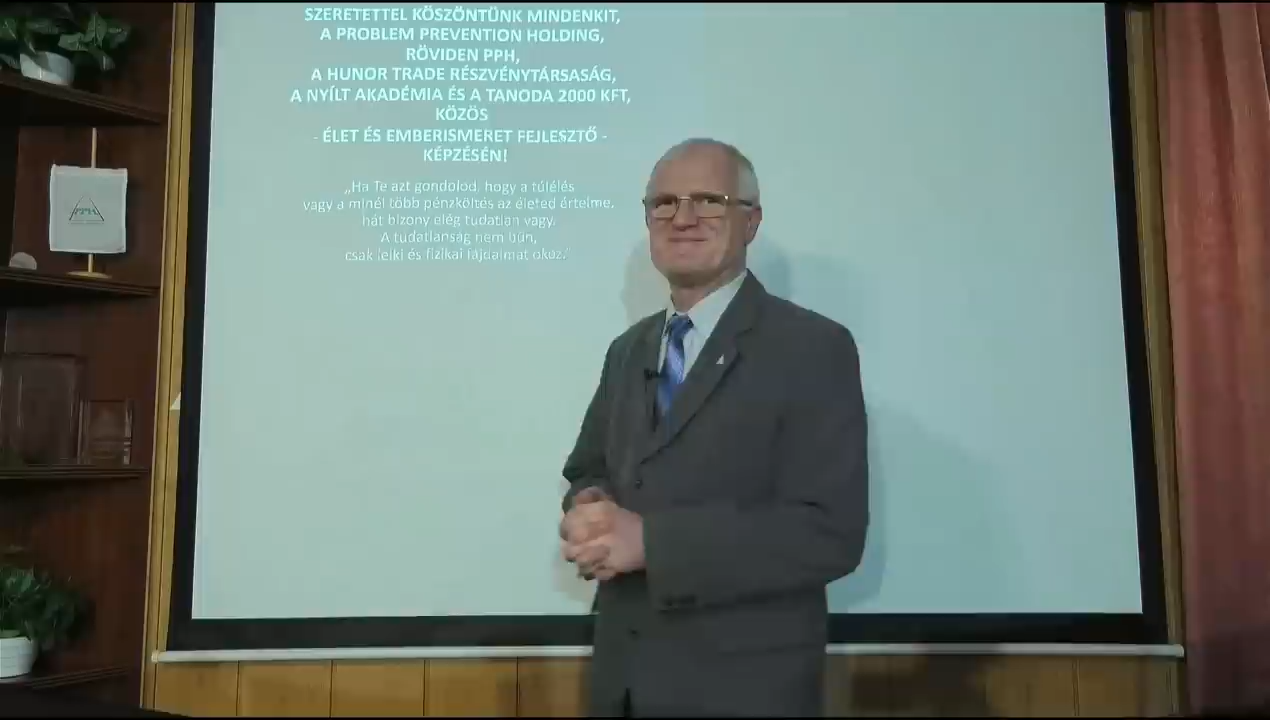 SZERETETTEL KÖSZÖNTÜNK MINDENKIT,
A PROBLEM PREVENTION HOLDING,
RÖVIDEN PPH,
A HUNOR TRADE RÉSZVÉNYTÁRSASÁG,
A NYÍLT AKADÉMIA ÉS A TANODA 2000 KFT,
KÖZÖS
- ÉLET ÉS EMBERISMERET FEJLESZTŐ -
KÉPZÉSÉN!
„Ha Te azt gondolod, hogy a túlélés
vagy a minél több pénzköltés az életed értelme,
hát bizony elég tudatlan vagy.
A tudatlanság nem bűn,
csak lelki és fizikai fájdalmat okoz.”
PPH